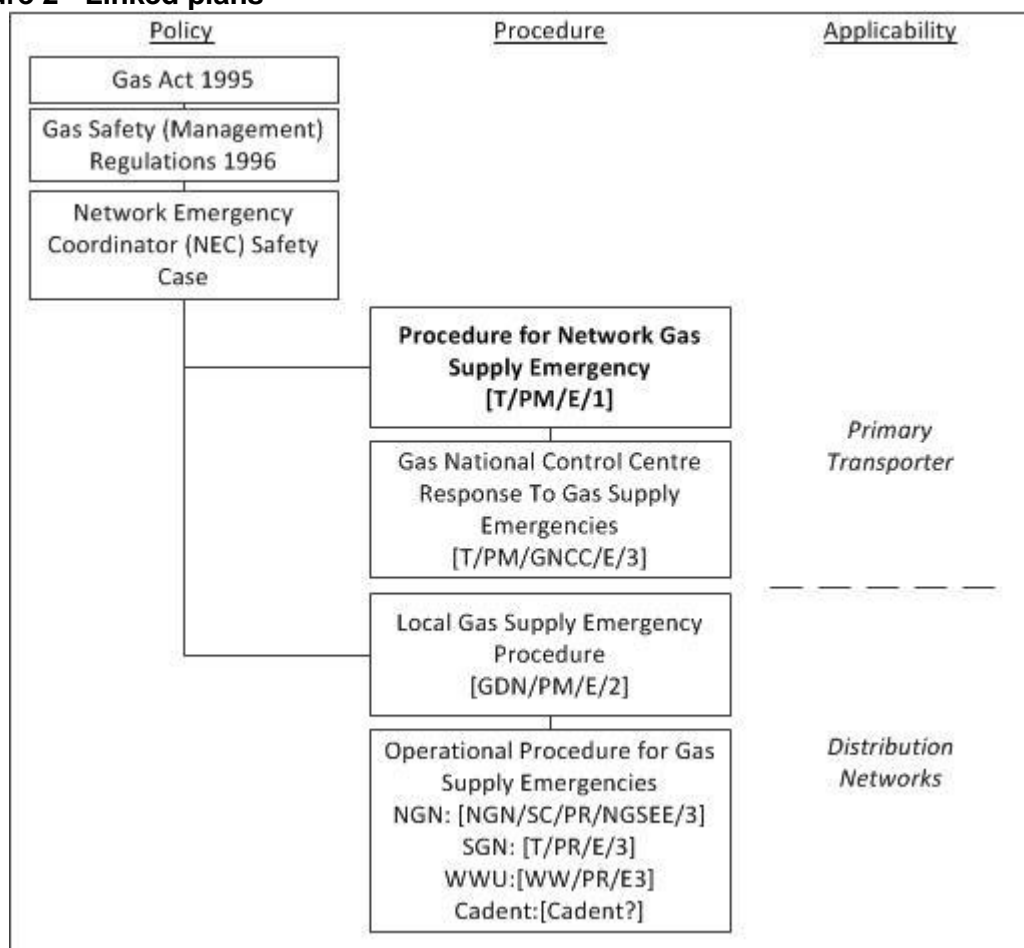 Linked plans
Policy
Procedure
Applicability
Gas Act 1995
Gas Safety (Management)
Regulations 1996
Network Emergency
Coordinator (NEC) Safety
Case
Procedure for Network Gas
Supply Emergency
[T/PM/E/1]
Gas National Control Centre
Response To Gas Supply
Emergencies
[T/PM/GNCC/E/3]
Primary
Transporter
Local Gas Supply Emergency
Procedure
[GDN/PM/E/2]
Operational Procedure for Gas
Supply Emergencies
NGN: [NGN/SC/PR/NGSEE/3]
SGN: [T/PR/E/3]
WWU:[WW/PR/E3]
Cadent:[Cadent?]
Distribution
Networks